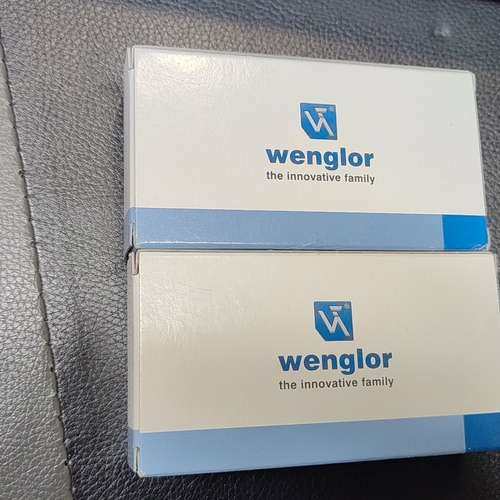 wenglor
the innovative family
wenglor
the innovative family